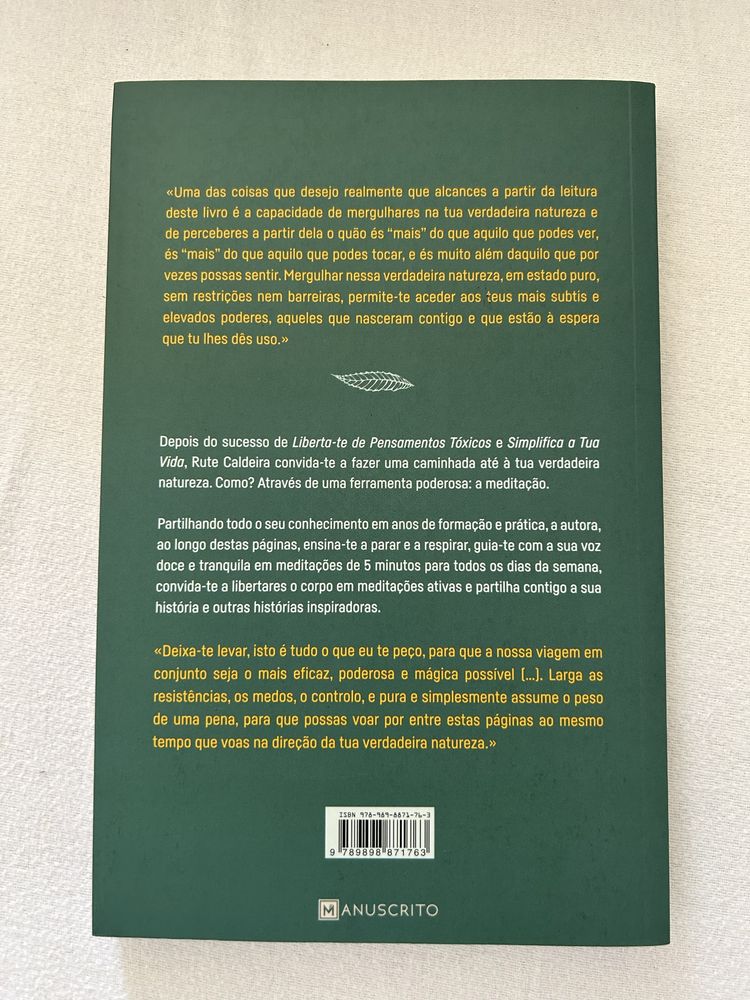 «Uma das coisas que desejo realmente que alcances a partir da leitura
deste livro é a capacidade de mergulhares na tua verdadeira natureza e
de perceberes a partir dela o quão és “mais” do que aquilo que podes ver,
és “mais” do que aquilo que podes tocar, e és muito além daquilo que por
vezes possas sentir. Mergulhar nessa verdadeira natureza, em estado puro,
sem restrições nem barreiras, permite-te aceder aos teus mais subtis e
elevados poderes, aqueles que nasceram contigo e que estão à espera
que tu lhes dês uso.»
Depois do sucesso de Liberta-te de Pensamentos Tóxicos e Simplifica a Tua
Vida, Rute Caldeira convida-te a fazer uma caminhada até à tua verdadeira
natureza. Como? Através de uma ferramenta poderosa: a meditação.
Partilhando todo o seu conhecimento em anos de formação e prática, a autora,
ao longo destas páginas, ensina-te a parar e a respirar, guia-te com a sua voz
doce e tranquila em meditações de 5 minutos para todos os dias da semana,
convida-te a libertares o corpo em meditações ativas e partilha contigo a sua
história e outras histórias inspiradoras.
«Deixa-te levar, isto é tudo o que eu te peço, para que a nossa viagem em
conjunto seja o mais eficaz, poderosa e mágica possível [...]. Larga as
resistências, os medos, o controlo, e pura e simplesmente assume o peso
de uma pena, para que possas voar por entre estas páginas ao mesmo
tempo que voas na direção da tua verdadeira natureza.»
ISBN 978-989-8871-76-3
9 789898 871763
MANUSCRITO